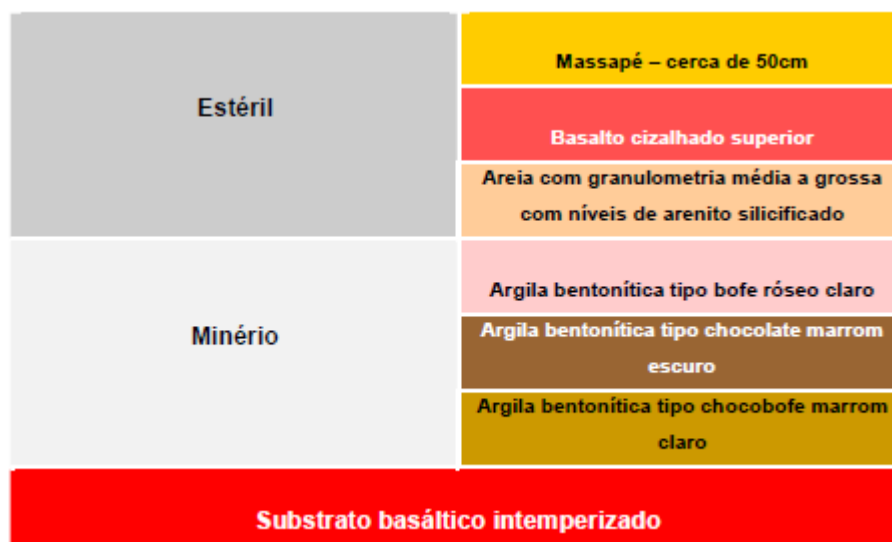 Estéril
Massapé – cerca de 50cm
Basalto cizalhado superior
Areia com granulometria média a grossa
com níveis de arenito silicificado
Minério
Argila bentonítica tipo bofe róseo claro
Argila bentonítica tipo chocolate marrom
escuro
Argila bentonítica tipo chocobofe marrom
claro
Substrato basáltico intemperizado